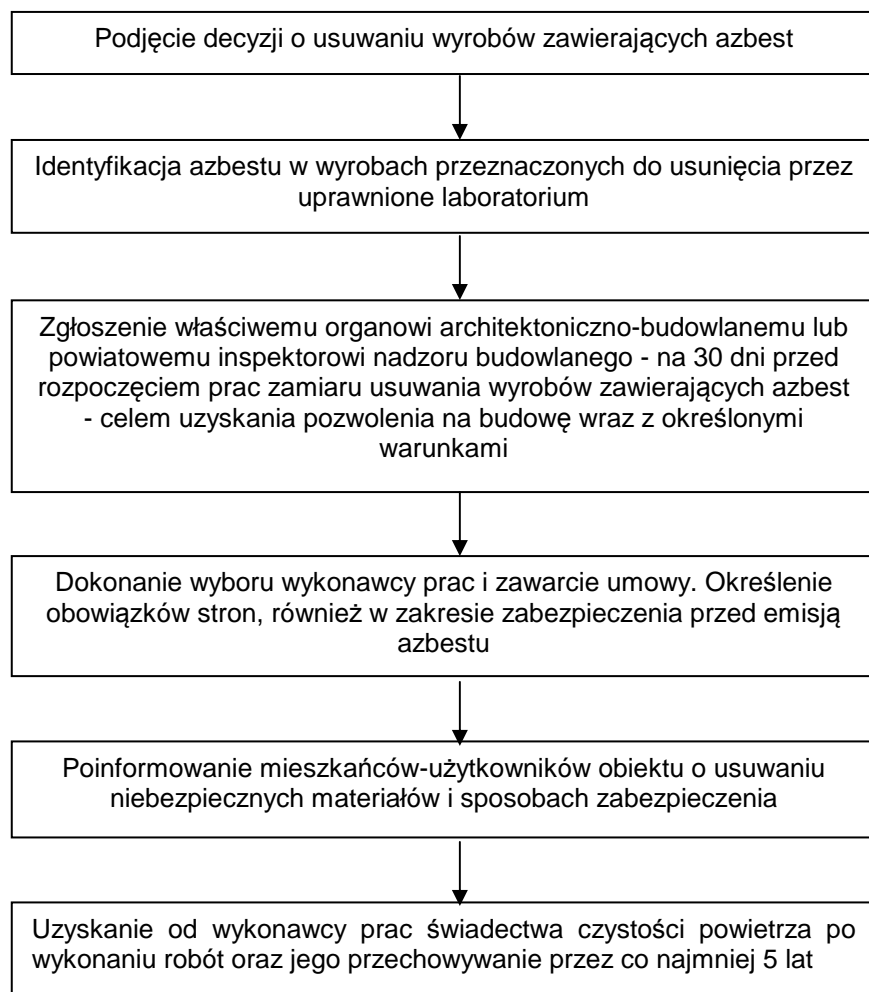 Podjęcie decyzji o usuwaniu wyrobów zawierających azbest
Identyfikacja azbestu w wyrobach przeznaczonych do usunięcia przez
uprawnione laboratorium
Zgłoszenie właściwemu organowi architektoniczno-budowlanemu lub
powiatowemu inspektorowi nadzoru budowlanego - na 30 dni przed
rozpoczęciem prac zamiaru usuwania wyrobów zawierających azbest
- celem uzyskania pozwolenia na budowę wraz z określonymi
warunkami
Dokonanie wyboru wykonawcy prac i zawarcie umowy. Określenie
obowiązków stron, również w zakresie zabezpieczenia przed emisją
azbestu
Poinformowanie mieszkańców-użytkowników obiektu o usuwaniu
niebezpiecznych materiałów i sposobach zabezpieczenia
Uzyskanie od wykonawcy prac świadectwa czystości powietrza po
wykonaniu robót oraz jego przechowywanie przez co najmniej 5 lat